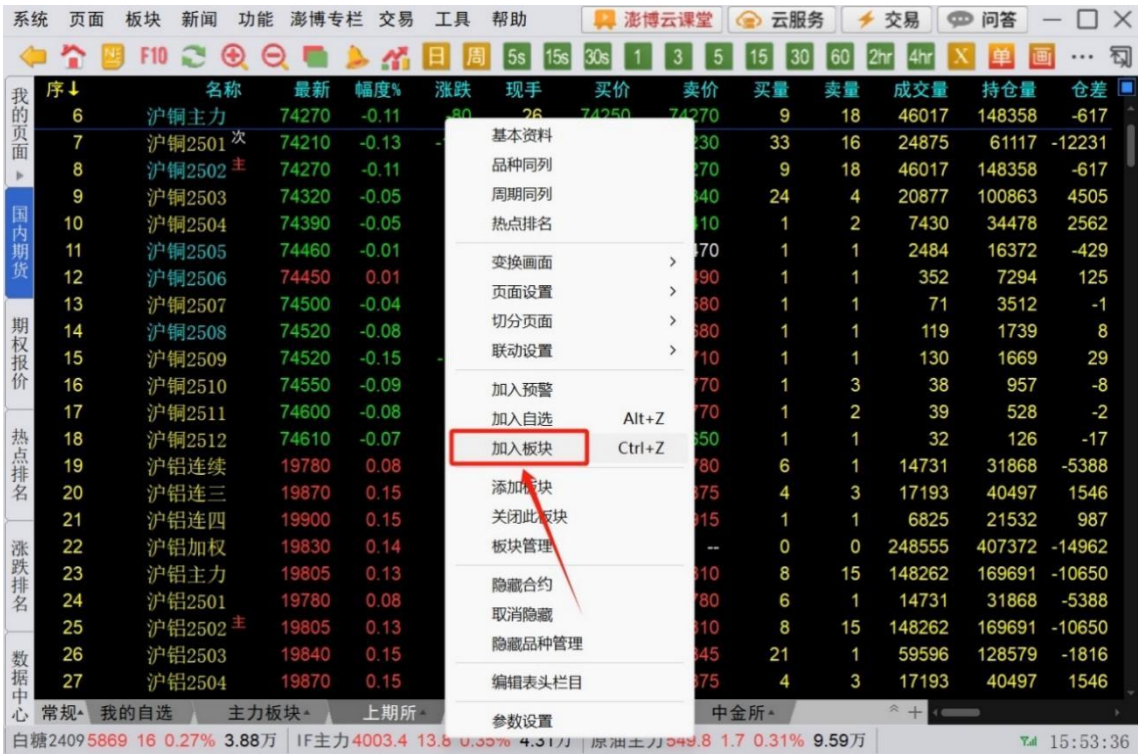 系统 页面 板块 新闻 功能 澎博专栏 交易 工具 帮助 澎博云课堂 云服务 交易 问答
F10 日 周 5s 15s 30s 1 3 5 15 30 60 2hr 4hr X 单 画 ...
序↓ 名称 最新 幅度% 涨跌 现手 买价 卖价 买量 卖量 成交量 持仓量 仓差
6 沪铜主力 74270 -0.11 -80 26 74250 74270 9 18 46017 148358 -617
7 沪铜2501 次 74210 -0.13 33 16 24875 61117 -12231
8 沪铜2502 主 74270 -0.11 9 18 46017 148358 -617
9 沪铜2503 74320 -0.05 24 4 20877 100863 4505
10 沪铜2504 74390 -0.05 1 2 7430 34478 2562
11 沪铜2505 74460 -0.01 1 1 2484 16372 -429
12 沪铜2506 74450 0.01 1 1 352 7294 125
13 沪铜2507 74500 -0.04 1 1 71 3512 -1
14 沪铜2508 74520 -0.08 1 1 119 1739 8
15 沪铜2509 74520 -0.15 1 1 130 1669 29
16 沪铜2510 74550 -0.09 1 3 38 957 -8
17 沪铜2511 74600 -0.08 1 2 39 528 -2
18 沪铜2512 74610 -0.07 1 1 32 126 -17
19 沪铝连续 19780 0.08 6 1 14731 31868 -5388
20 沪铝连三 19870 0.15 4 3 17193 40497 1546
21 沪铝连四 19900 0.15 1 1 6825 21532 987
22 沪铝加权 19830 0.14 -- 0 0 248555 407372 -14962
23 沪铝主力 19805 0.13 8 15 148262 169691 -10650
24 沪铝2501 19780 0.08 6 1 14731 31868 -5388
25 沪铝2502 主 19805 0.13 8 15 148262 169691 -10650
26 沪铝2503 19840 0.15 21 1 59596 128579 -1816
27 沪铝2504 19870 0.15 4 3 17193 40497 1546
基本资料
品种同列
周期同列
热点排名
变换画面
页面设置
切分页面
联动设置
加入预警
加入自选 Alt+Z
加入板块 Ctrl+Z
添加板块
关闭此板块
板块管理
隐藏合约
取消隐藏
隐藏品种管理
编辑表头栏目
参数设置
我的页面
国内期货
期权报价
热点排名
涨跌排名
数据中心
常规 我的自选 主力板块 上期所 中金所
白糖2409 5869 16 0.27% 3.88万 IF主力 4003.4 13.8 0.35% 4.31万 原油主力 549.8 1.7 0.31% 9.59万 15:53:36